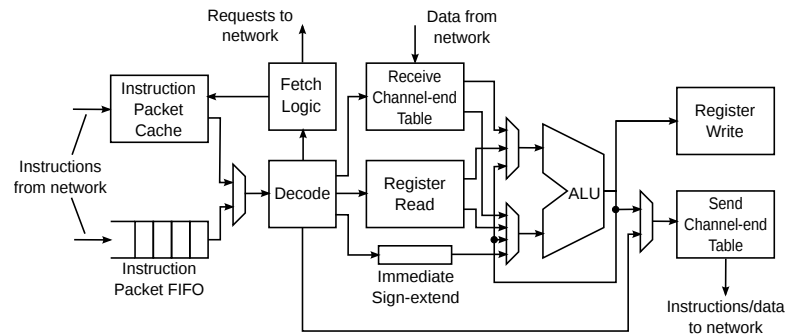 Requests to
network
Data from
network
Instruction
Packet
Cache
Fetch
Logic
Receive
Channel-end
Table
Register
Write
Instructions
from network
Decode
Register
Read
ALU
Send
Channel-end
Table
Instruction
Packet FIFO
Immediate
Sign-extend
Instructions/data
to network